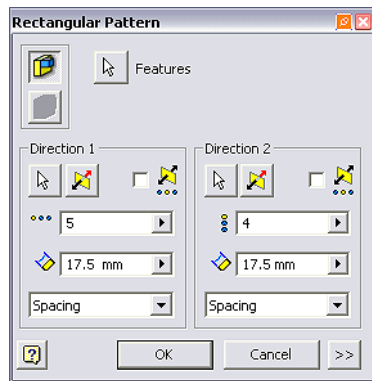 Rectangular Pattern
Features
Direction 1
Direction 2
5
4
17.5 mm
17.5 mm
Spacing
Spacing
OK
Cancel
>>